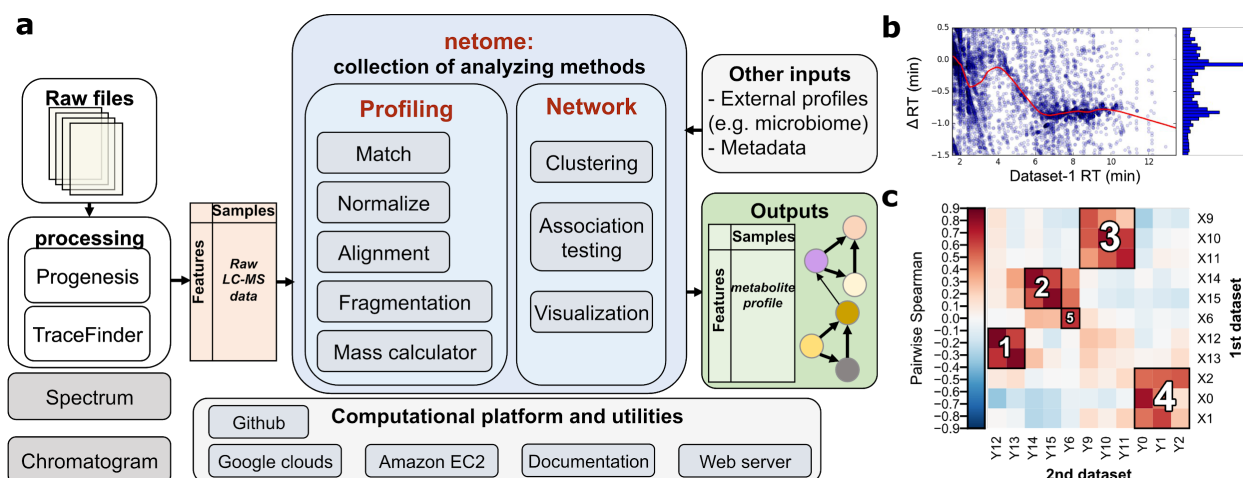 a
netome:
collection of analyzing methods
Raw files
processing
Progenesis
TraceFinder
Spectrum
Chromatogram
Samples
Features
Raw
LC-MS
data
Profiling
Match
Normalize
Alignment
Fragmentation
Mass calculator
Network
Clustering
Association
testing
Visualization
Other inputs
- External profiles
(e.g. microbiome)
- Metadata
Outputs
Samples
Features
metabolite
profile
Computational platform and utilities
Github
Google clouds
Amazon EC2
Documentation
Web server
b
ΔRT (min)
0.5
0.0
−0.5
−1.0
−1.5
2 4 6 8 10 12
Dataset-1 RT (min)
c
Pairwise Spearman
0.9
0.8
0.7
0.6
0.5
0.4
0.3
0.2
0.1
0.0
−0.1
−0.2
−0.3
−0.4
−0.5
−0.6
−0.7
−0.8
−0.9
1
2
3
4
5
X9
X10
X11
X14
X15
X6
X12
X13
X2
X0
X1
1st dataset
Y12 Y13 Y14 Y15 Y6 Y9 Y10 Y11 Y0 Y1 Y2
2nd dataset